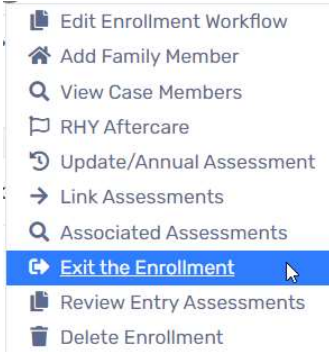 Edit Enrollment Workflow
Add Family Member
View Case Members
RHY Aftercare
Update/Annual Assessment
Link Assessments
Associated Assessments
Exit the Enrollment
Review Entry Assessments
Delete Enrollment